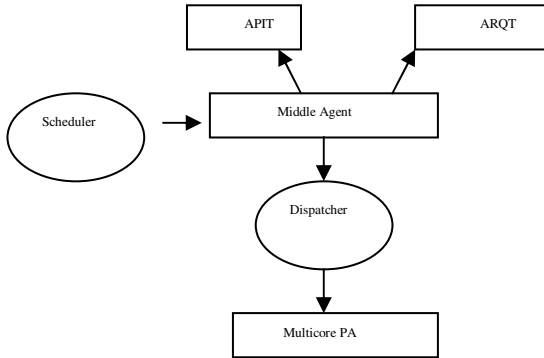 APIT
ARQT
Scheduler
Middle Agent
Dispatcher
Multicore PA